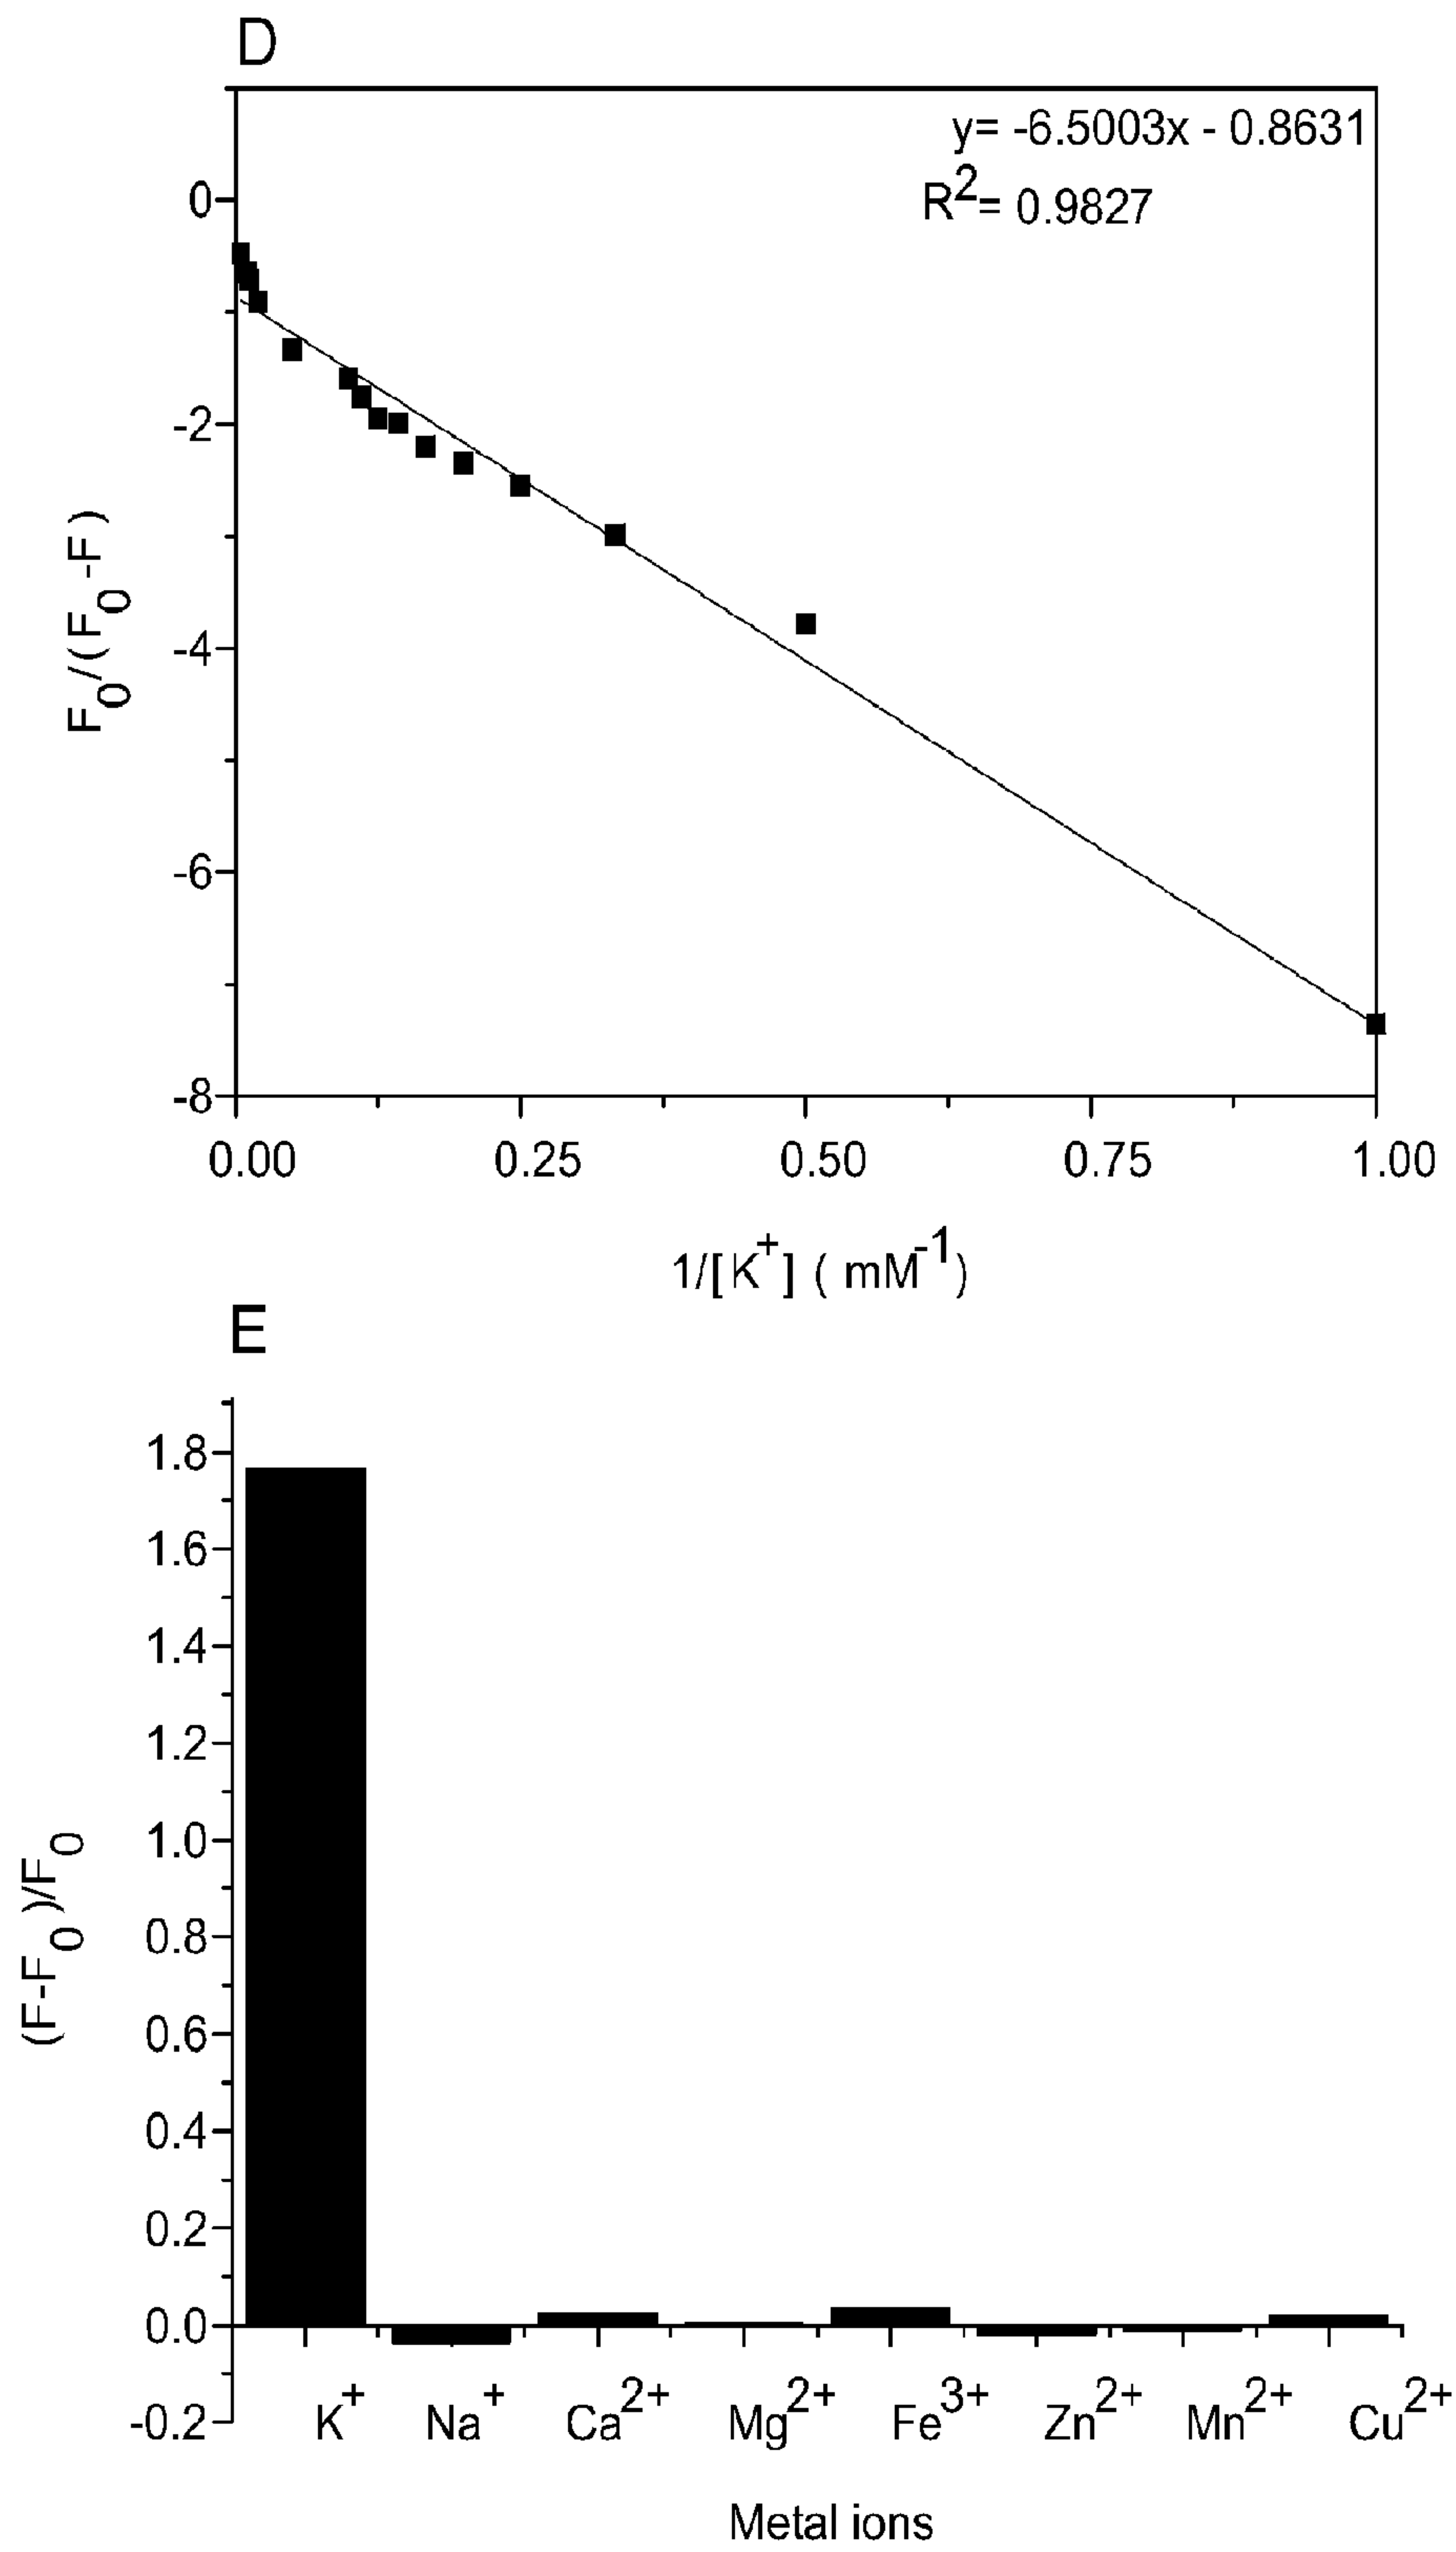 D
y= -6.5003x - 0.8631
R²= 0.9827
0
-2
-4
-6
-8
F₀/(F₀-F)
0.00 0.25 0.50 0.75 1.00
1/[K⁺] ( mM⁻¹)
E
1.8
1.6
1.4
1.2
1.0
0.8
0.6
0.4
0.2
0.0
-0.2
(F-F₀)/F₀
K⁺ Na⁺ Ca²⁺ Mg²⁺ Fe³⁺ Zn²⁺ Mn²⁺ Cu²⁺
Metal ions